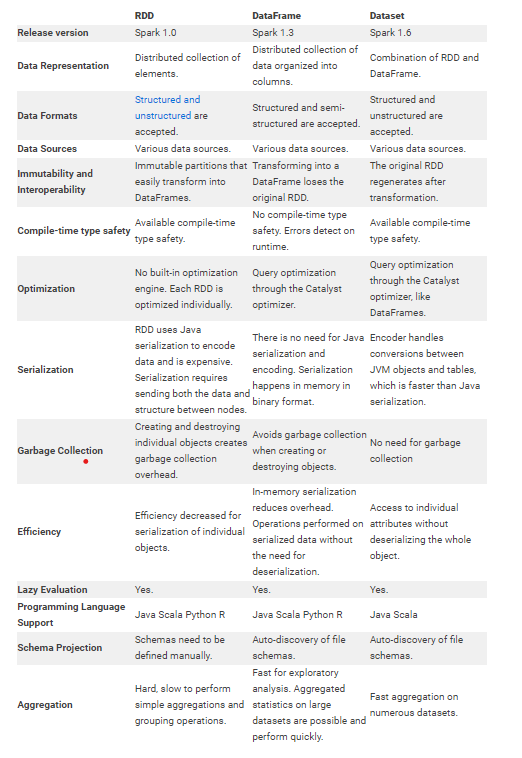 RDD DataFrame Dataset
Release version Spark 1.0 Spark 1.3 Spark 1.6
Data Representation
Distributed collection of
elements.
Distributed collection of
data organized into
columns.
Combination of RDD and
DataFrame.
Data Formats
Structured and
unstructured are
accepted.
Structured and semi-
structured are accepted.
Structured and
unstructured are
accepted.
Data Sources Various data sources. Various data sources. Various data sources.
Immutability and
Interoperability
Immutable partitions that
easily transform into
DataFrames.
Transforming into a
DataFrame loses the
original RDD.
The original RDD
regenerates after
transformation.
Compile-time type safety
Available compile-time
type safety.
No compile-time type
safety. Errors detect on
runtime.
Available compile-time
type safety.
Optimization
No built-in optimization
engine. Each RDD is
optimized individually.
Query optimization
through the Catalyst
optimizer.
Query optimization
through the Catalyst
optimizer, like
DataFrames.
Serialization
RDD uses Java
serialization to encode
data and is expensive.
Serialization requires
sending both the data and
structure between nodes.
There is no need for Java
serialization and
encoding. Serialization
happens in memory in
binary format.
Encoder handles
conversions between
JVM objects and tables,
which is faster than Java
serialization.
Garbage Collection
Creating and destroying
individual objects creates
garbage collection
overhead.
Avoids garbage collection
when creating or
destroying objects.
No need for garbage
collection
Efficiency
Efficiency decreased for
serialization of individual
objects.
In-memory serialization
reduces overhead.
Operations performed on
serialized data without
the need for
deserialization.
Access to individual
attributes without
deserializing the whole
object.
Lazy Evaluation Yes. Yes. Yes.
Programming Language
Support
Java Scala Python R
Java Scala Python R
Java Scala
Schema Projection
Schemas need to be
defined manually.
Auto-discovery of file
schemas.
Auto-discovery of file
schemas.
Aggregation
Hard, slow to perform
simple aggregations and
grouping operations.
Fast for exploratory
analysis. Aggregated
statistics on large
datasets are possible and
perform quickly.
Fast aggregation on
numerous datasets.